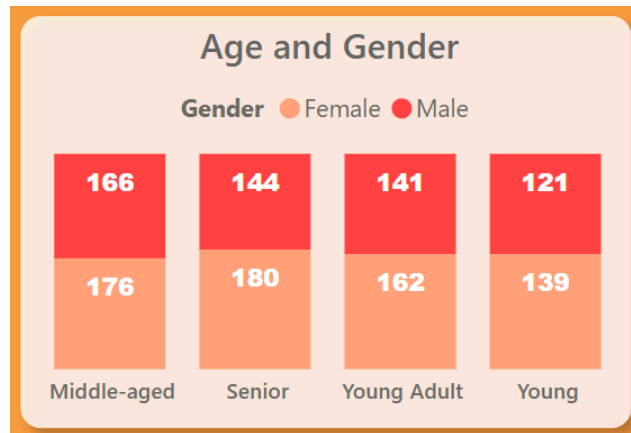 Age and Gender
Gender Female Male
166 144 141 121
176 180 162 139
Middle-aged Senior Young Adult Young